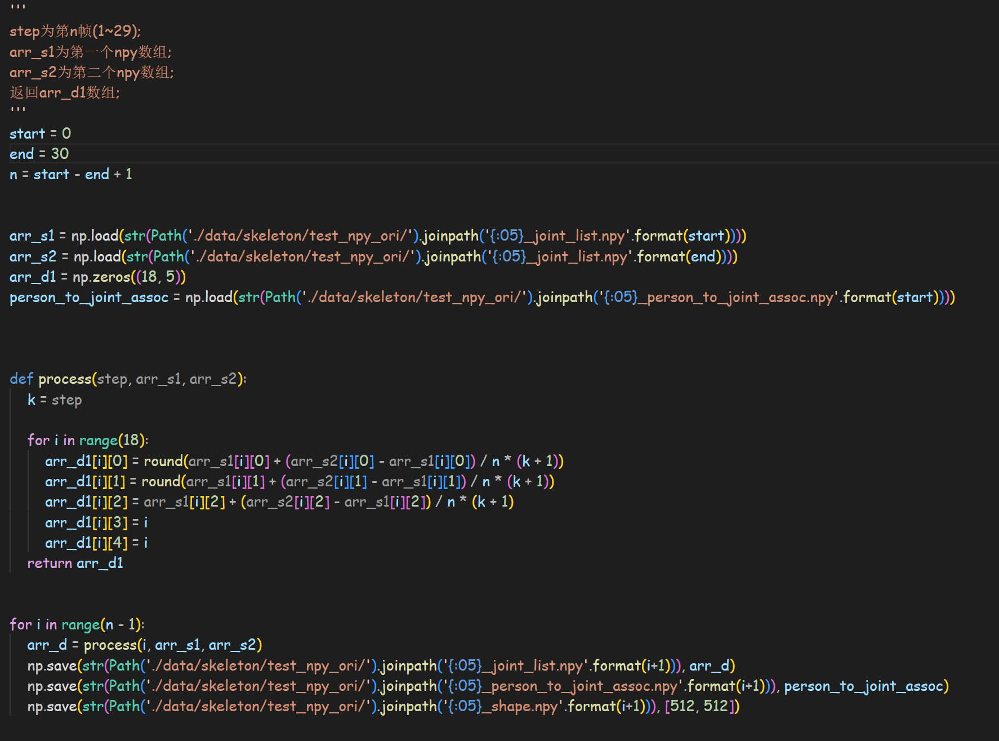 '''
step为第n帧(1~29);
arr_s1为第一个npy数组;
arr_s2为第二个npy数组;
返回arr_d1数组;
'''
start = 0
end = 30
n = start - end + 1
arr_s1 = np.load(str(Path('./data/skeleton/test_npy_ori/').joinpath('{:05}_joint_list.npy'.format(start))))
arr_s2 = np.load(str(Path('./data/skeleton/test_npy_ori/').joinpath('{:05}_joint_list.npy'.format(end))))
arr_d1 = np.zeros((18, 5))
person_to_joint_assoc = np.load(str(Path('./data/skeleton/test_npy_ori/').joinpath('{:05}_person_to_joint_assoc.npy'.format(start))))
def process(step, arr_s1, arr_s2):
    k = step
    for i in range(18):
        arr_d1[i][0] = round(arr_s1[i][0] + (arr_s2[i][0] - arr_s1[i][0]) / n * (k + 1))
        arr_d1[i][1] = round(arr_s1[i][1] + (arr_s2[i][1] - arr_s1[i][1]) / n * (k + 1))
        arr_d1[i][2] = arr_s1[i][2] + (arr_s2[i][2] - arr_s1[i][2]) / n * (k + 1)
        arr_d1[i][3] = i
        arr_d1[i][4] = i
    return arr_d1
for i in range(n - 1):
    arr_d = process(i, arr_s1, arr_s2)
    np.save(str(Path('./data/skeleton/test_npy_ori/').joinpath('{:05}_joint_list.npy'.format(i+1))), arr_d)
    np.save(str(Path('./data/skeleton/test_npy_ori/').joinpath('{:05}_person_to_joint_assoc.npy'.format(i+1))), person_to_joint_assoc)
    np.save(str(Path('./data/skeleton/test_npy_ori/').joinpath('{:05}_shape.npy'.format(i+1))), [512, 512])